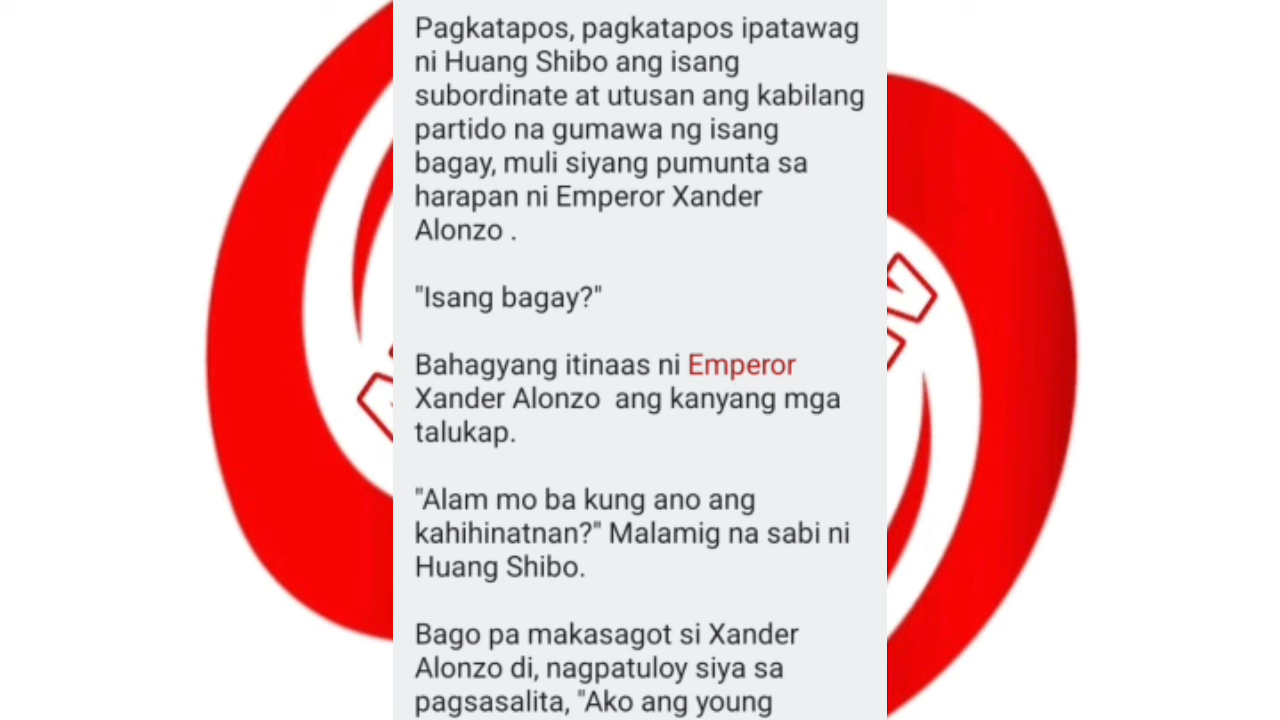 Pagkatapos, pagkatapos ipatawag
ni Huang Shibo ang isang
subordinate at utusan ang kabilang
partido na gumawa ng isang
bagay, muli siyang pumunta sa
harapan ni Emperor Xander
Alonzo .
"Isang bagay?"
Bahagyang itinaas ni Emperor
Xander Alonzo  ang kanyang mga
talukap.
"Alam mo ba kung ano ang
kahihinatnan?" Malamig na sabi ni
Huang Shibo.
Bago pa makasagot si Xander
Alonzo di, nagpatuloy siya sa
pagsasalita, "Ako ang young